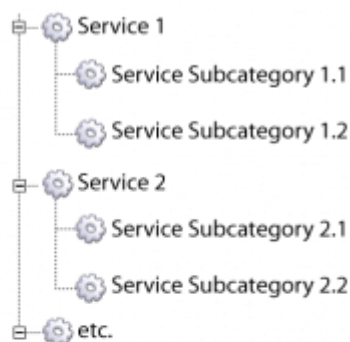 Service 1
Service Subcategory 1.1
Service Subcategory 1.2
Service 2
Service Subcategory 2.1
Service Subcategory 2.2
etc.